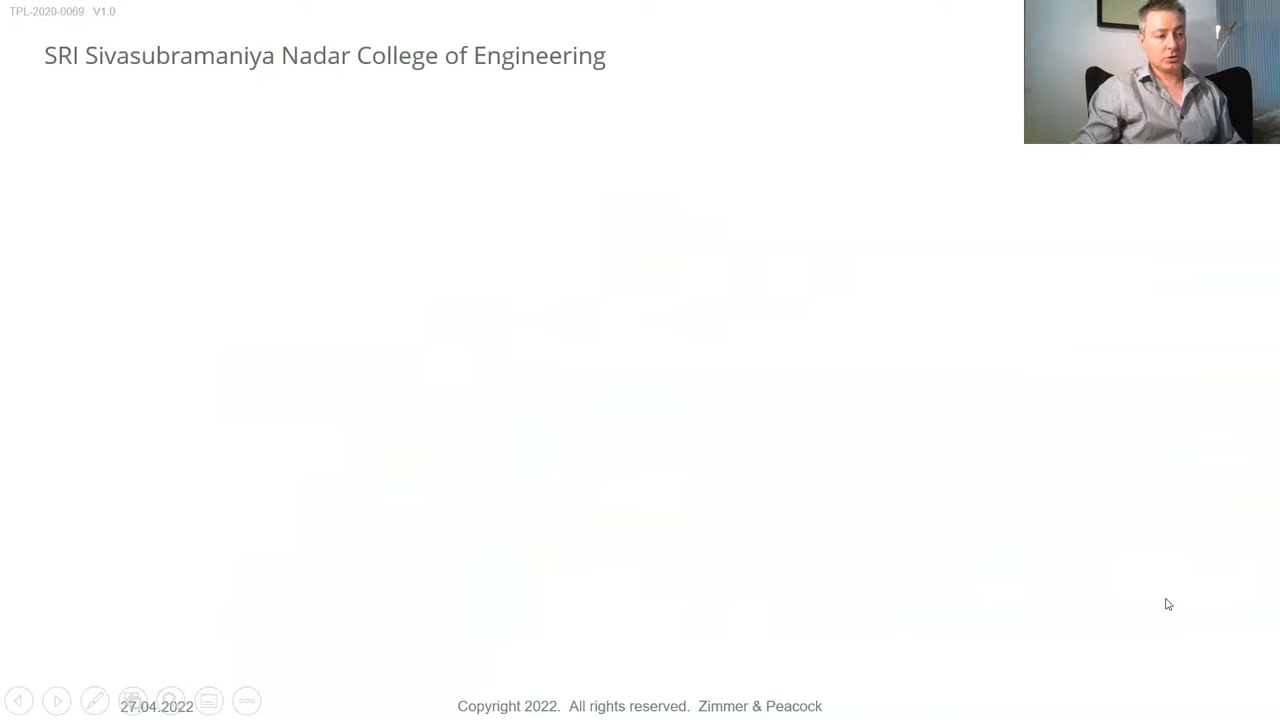 TPL-2020-0069 V1.0
SRI Sivasubramaniya Nadar College of Engineering
27.04.2022
Copyright 2022. All rights reserved. Zimmer & Peacock